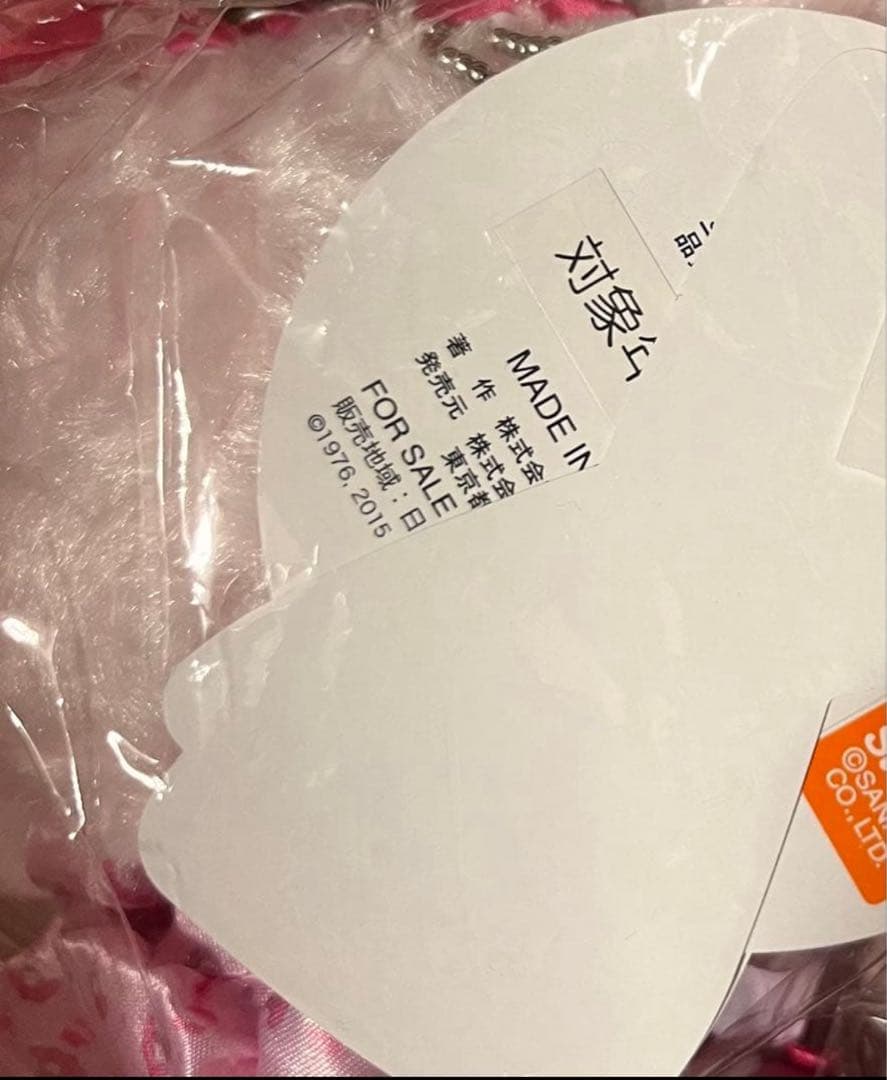 品
対象年
MADE IN
著 作 株式会
発売元 株式会
東京都
FOR SALE
販売地域：日
©1976, 2015
©SAN
CO., LTD.